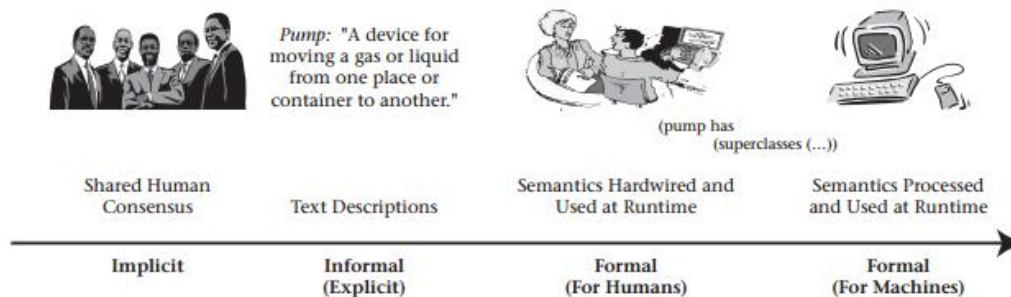 Pump: "A device for
moving a gas or liquid
from one place or
container to another."
(pump has
(superclasses (...))
Shared Human
Consensus
Text Descriptions
Semantics Hardwired and
Used at Runtime
Semantics Processed
and Used at Runtime
Implicit
Informal
(Explicit)
Formal
(For Humans)
Formal
(For Machines)